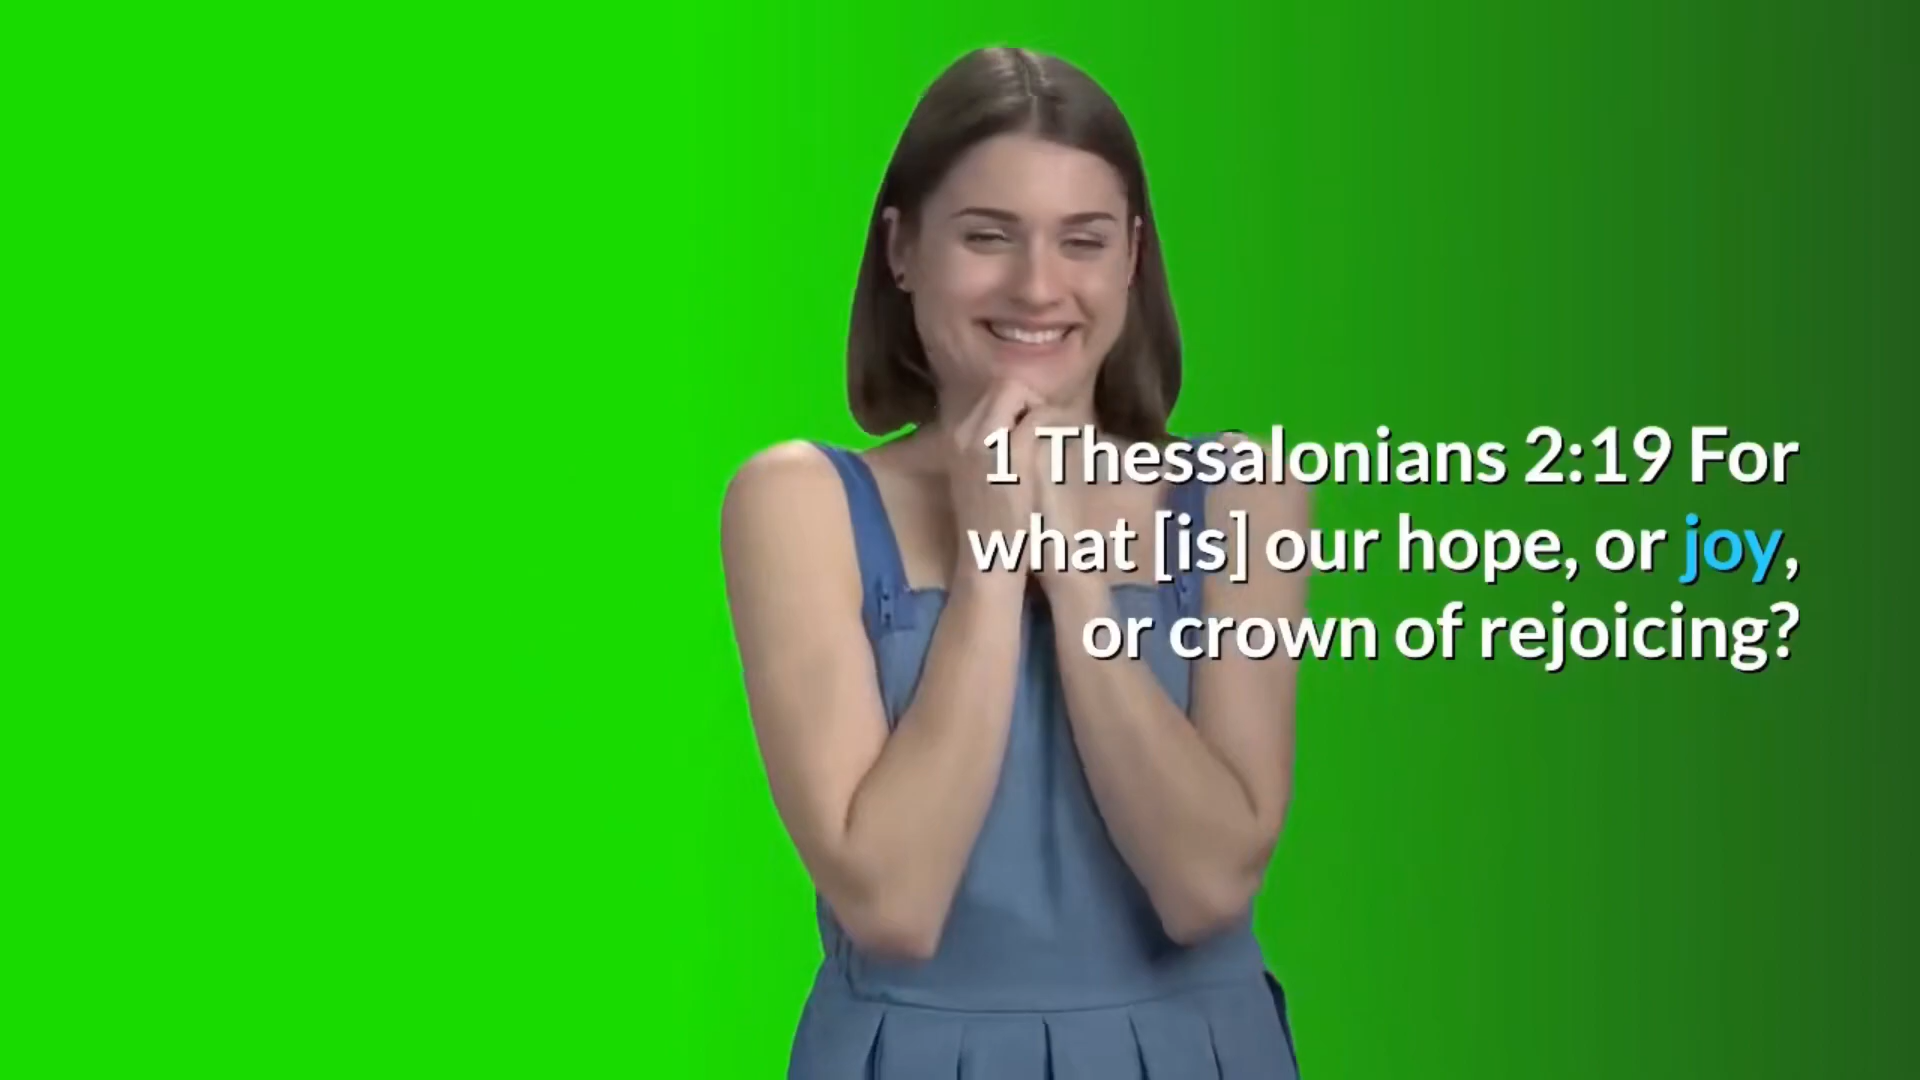 1 Thessalonians 2:19 For
what [is] our hope, or joy,
or crown of rejoicing?